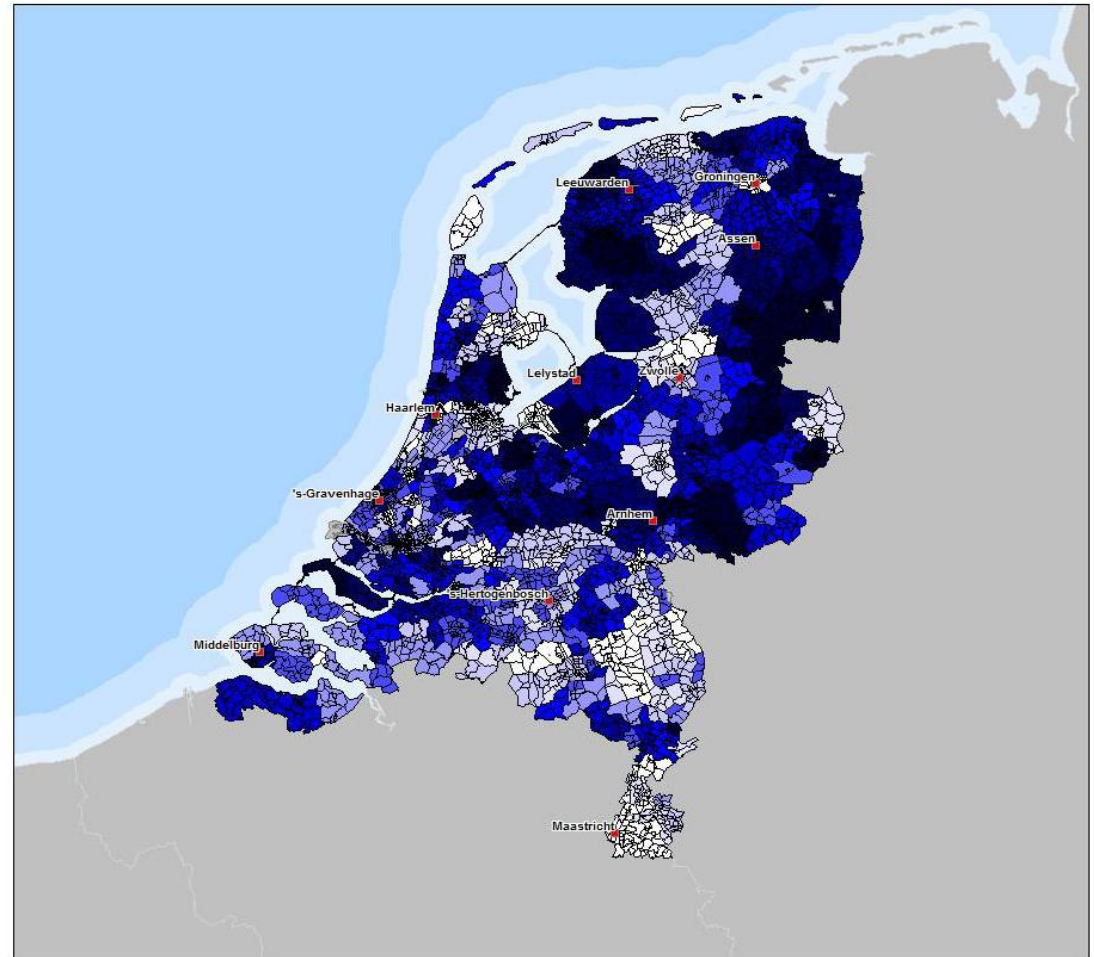 Leeuwarden
Groningen
Assen
Lelystad
Zwolle
Haarlem
's-Gravenhage
Arnhem
's-Hertogenbosch
Middelburg
Maastricht